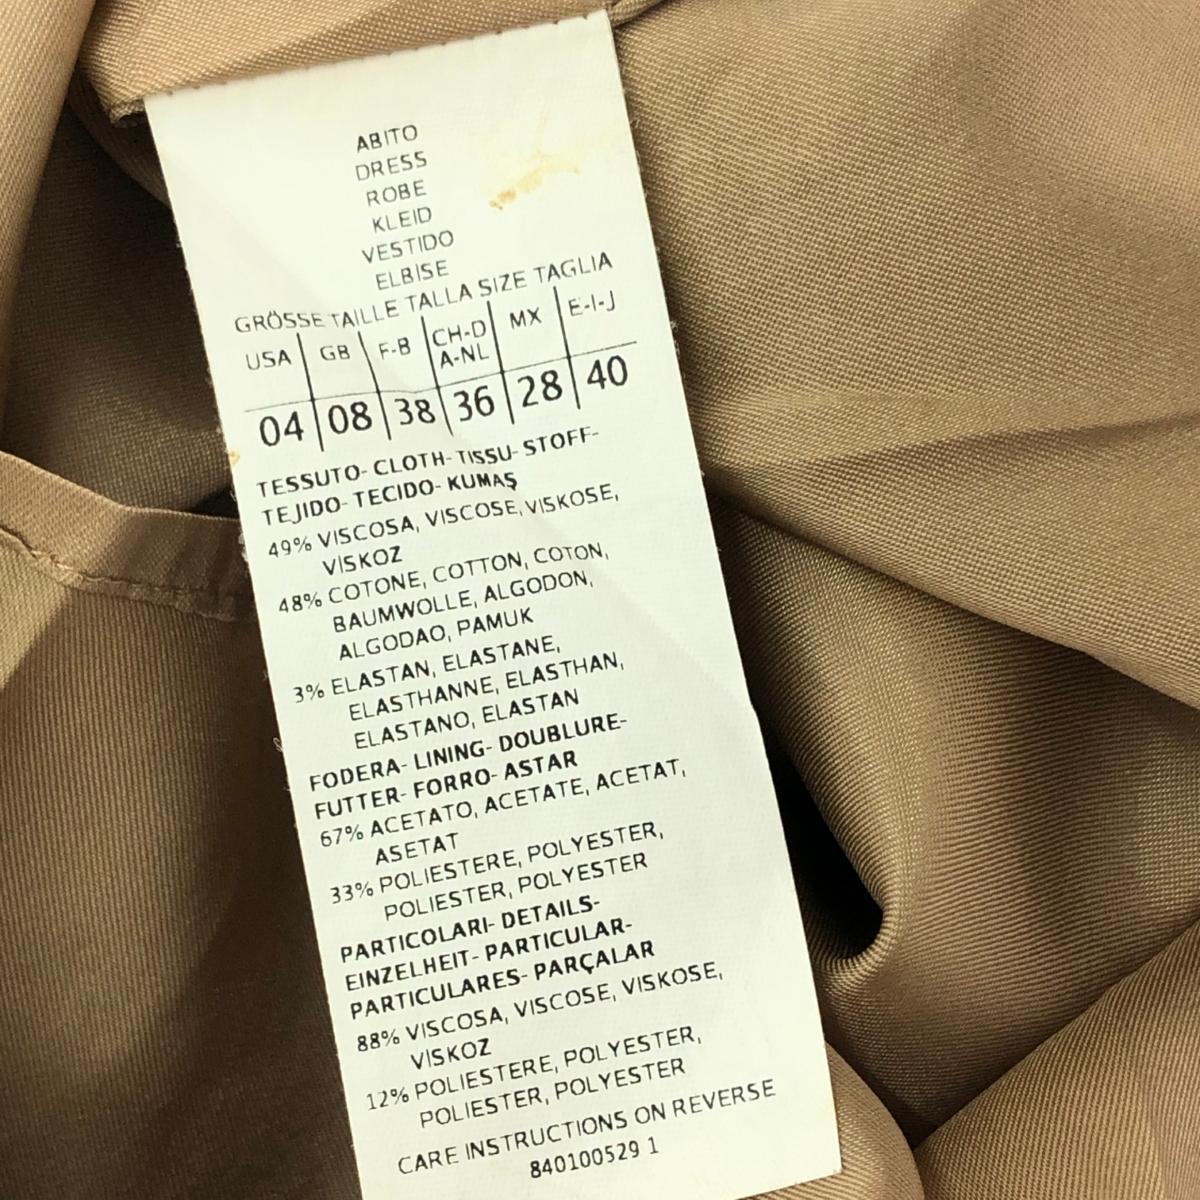 ABITO
DRESS
ROBE
KLEID
VESTIDO
ELBISE
GRÖSSE TAILLE TALLA SIZE TAGLIA
USA GB F-B CH-D A-NL MX E-I-J
04 08 38 36 28 40
TESSUTO- CLOTH- TISSU- STOFF-
TEJIDO- TECIDO- KUMAŞ
49% VISCOSA, VISCOSE, VISKOSE,
VISKOZ
48% COTONE, COTTON, COTON,
BAUMWOLLE, ALGODON,
ALGODAO, PAMUK
3% ELASTAN, ELASTANE,
ELASTHANNE, ELASTHAN,
ELASTANO, ELASTAN
FODERA- LINING- DOUBLURE-
FUTTER- FORRO- ASTAR
67% ACETATO, ACETATE, ACETAT,
ASETAT
33% POLIESTERE, POLYESTER,
POLIESTER, POLYESTER
PARTICOLARI- DETAILS-
EINZELHEIT- PARTICULAR-
PARTICULARES- PARÇALAR
88% VISCOSA, VISCOSE, VISKOSE,
VISKOZ
12% POLIESTERE, POLYESTER,
POLIESTER, POLYESTER
CARE INSTRUCTIONS ON REVERSE
840100529 1